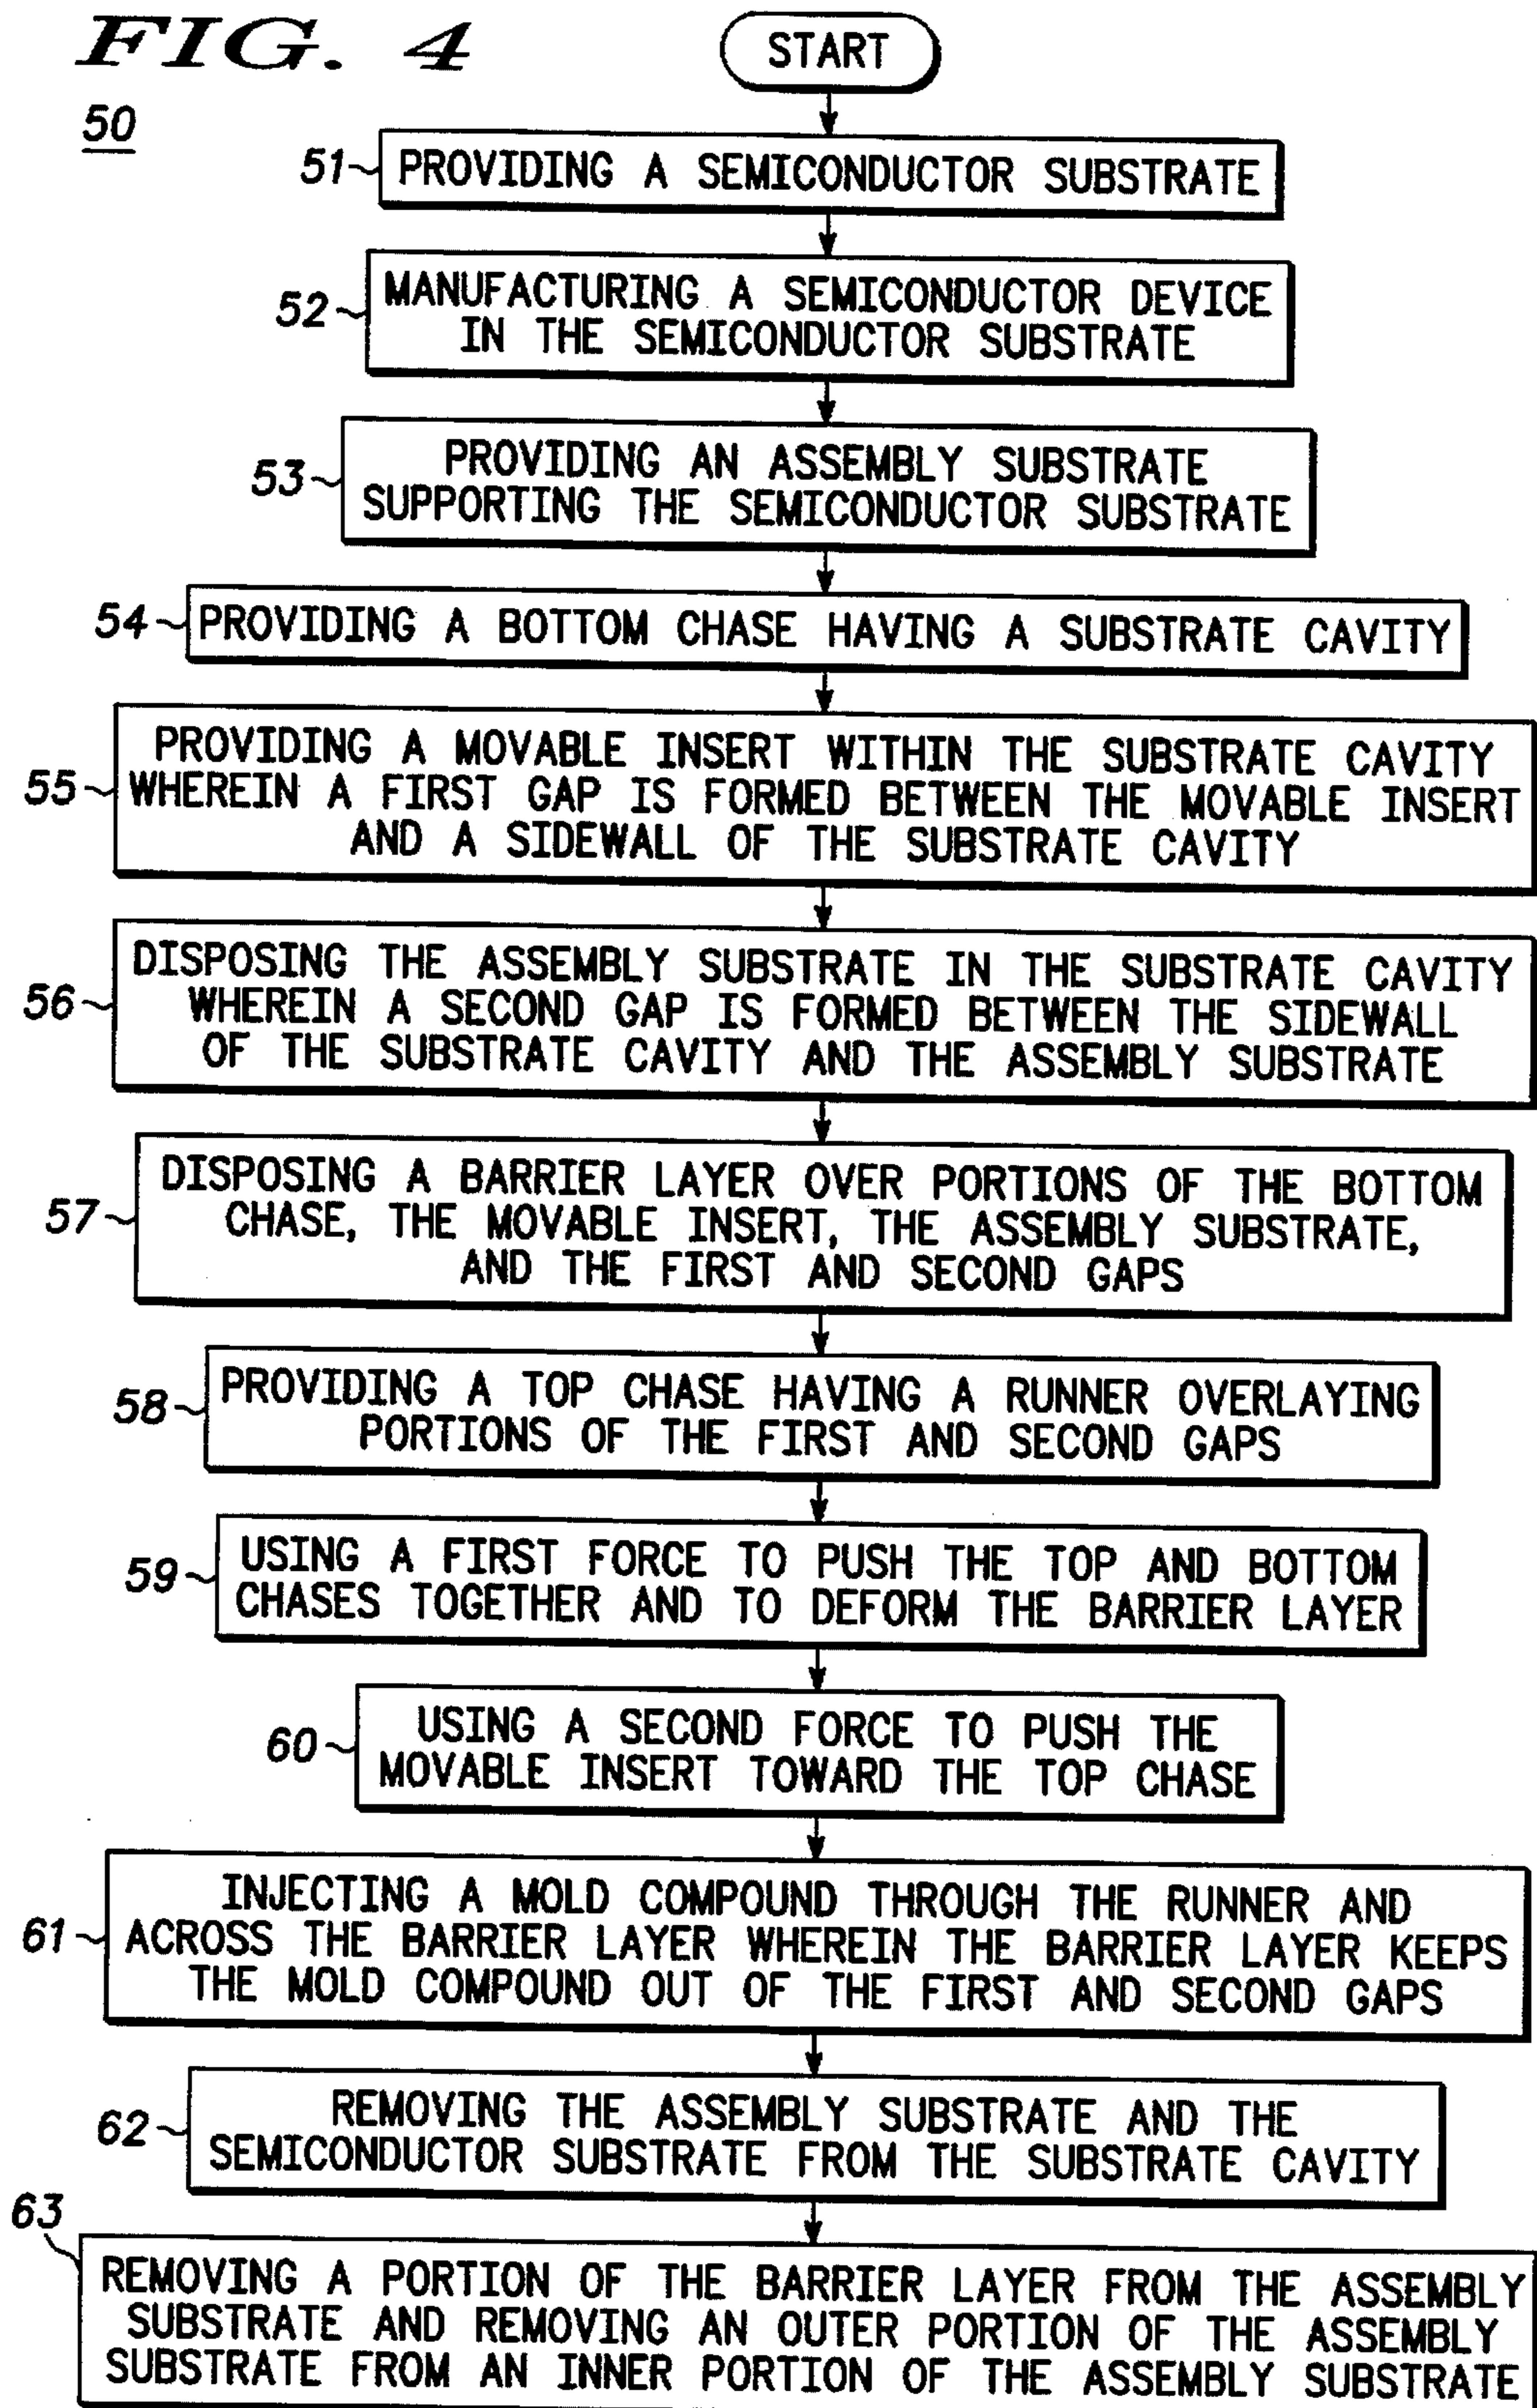 FIG. 4
50
START
51
PROVIDING A SEMICONDUCTOR SUBSTRATE
52
MANUFACTURING A SEMICONDUCTOR DEVICE
IN THE SEMICONDUCTOR SUBSTRATE
53
PROVIDING AN ASSEMBLY SUBSTRATE
SUPPORTING THE SEMICONDUCTOR SUBSTRATE
54
PROVIDING A BOTTOM CHASE HAVING A SUBSTRATE CAVITY
55
PROVIDING A MOVABLE INSERT WITHIN THE SUBSTRATE CAVITY
WHEREIN A FIRST GAP IS FORMED BETWEEN THE MOVABLE INSERT
AND A SIDEWALL OF THE SUBSTRATE CAVITY
56
DISPOSING THE ASSEMBLY SUBSTRATE IN THE SUBSTRATE CAVITY
WHEREIN A SECOND GAP IS FORMED BETWEEN THE SIDEWALL
OF THE SUBSTRATE CAVITY AND THE ASSEMBLY SUBSTRATE
57
DISPOSING A BARRIER LAYER OVER PORTIONS OF THE BOTTOM
CHASE, THE MOVABLE INSERT, THE ASSEMBLY SUBSTRATE,
AND THE FIRST AND SECOND GAPS
58
PROVIDING A TOP CHASE HAVING A RUNNER OVERLAYING
PORTIONS OF THE FIRST AND SECOND GAPS
59
USING A FIRST FORCE TO PUSH THE TOP AND BOTTOM
CHASES TOGETHER AND TO DEFORM THE BARRIER LAYER
60
USING A SECOND FORCE TO PUSH THE
MOVABLE INSERT TOWARD THE TOP CHASE
61
INJECTING A MOLD COMPOUND THROUGH THE RUNNER AND
ACROSS THE BARRIER LAYER WHEREIN THE BARRIER LAYER KEEPS
THE MOLD COMPOUND OUT OF THE FIRST AND SECOND GAPS
62
REMOVING THE ASSEMBLY SUBSTRATE AND THE
SEMICONDUCTOR SUBSTRATE FROM THE SUBSTRATE CAVITY
63
REMOVING A PORTION OF THE BARRIER LAYER FROM THE ASSEMBLY
SUBSTRATE AND REMOVING AN OUTER PORTION OF THE ASSEMBLY
SUBSTRATE FROM AN INNER PORTION OF THE ASSEMBLY SUBSTRATE